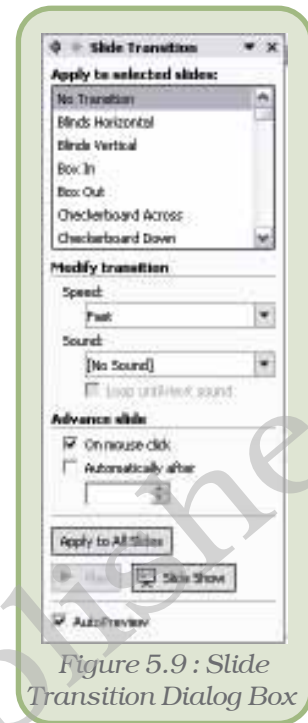 Slide Transition
Apply to selected slides:
No Transition
Blinds Horizontal
Blinds Vertical
Box In
Box Out
Checkerboard Across
Checkerboard Down
Modify transition
Speed:
Fast
Sound:
[No Sound]
Loop until next sound
Advance slide
On mouse click
Automatically after
Apply to All Slides
Play Slide Show
AutoPreview
Figure 5.9 : Slide
Transition Dialog Box